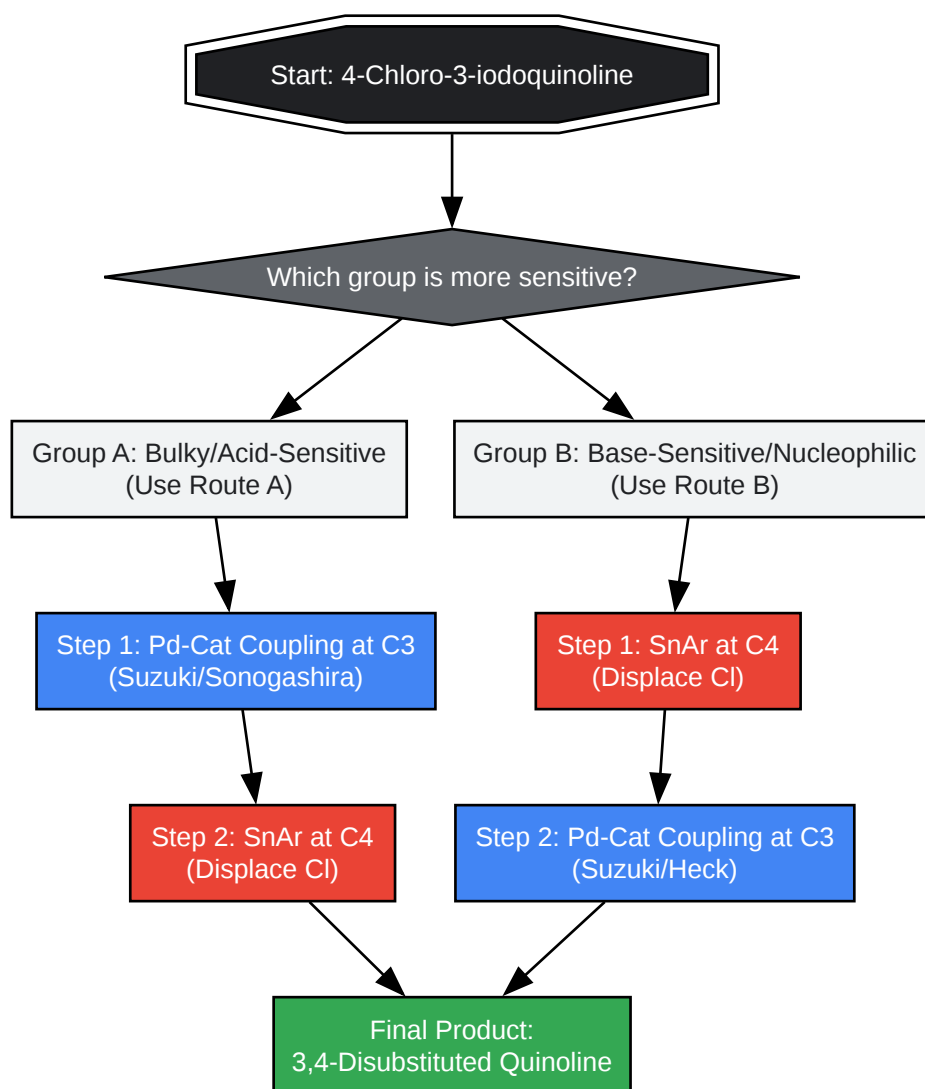 Start: 4-Chloro-3-iodoquinoline
Which group is more sensitive?
Group A: Bulky/Acid-Sensitive
(Use Route A)
Group B: Base-Sensitive/Nucleophilic
(Use Route B)
Step 1: Pd-Cat Coupling at C3
(Suzuki/Sonogashira)
Step 1: SnAr at C4
(Displace Cl)
Step 2: SnAr at C4
(Displace Cl)
Step 2: Pd-Cat Coupling at C3
(Suzuki/Heck)
Final Product:
3,4-Disubstituted Quinoline